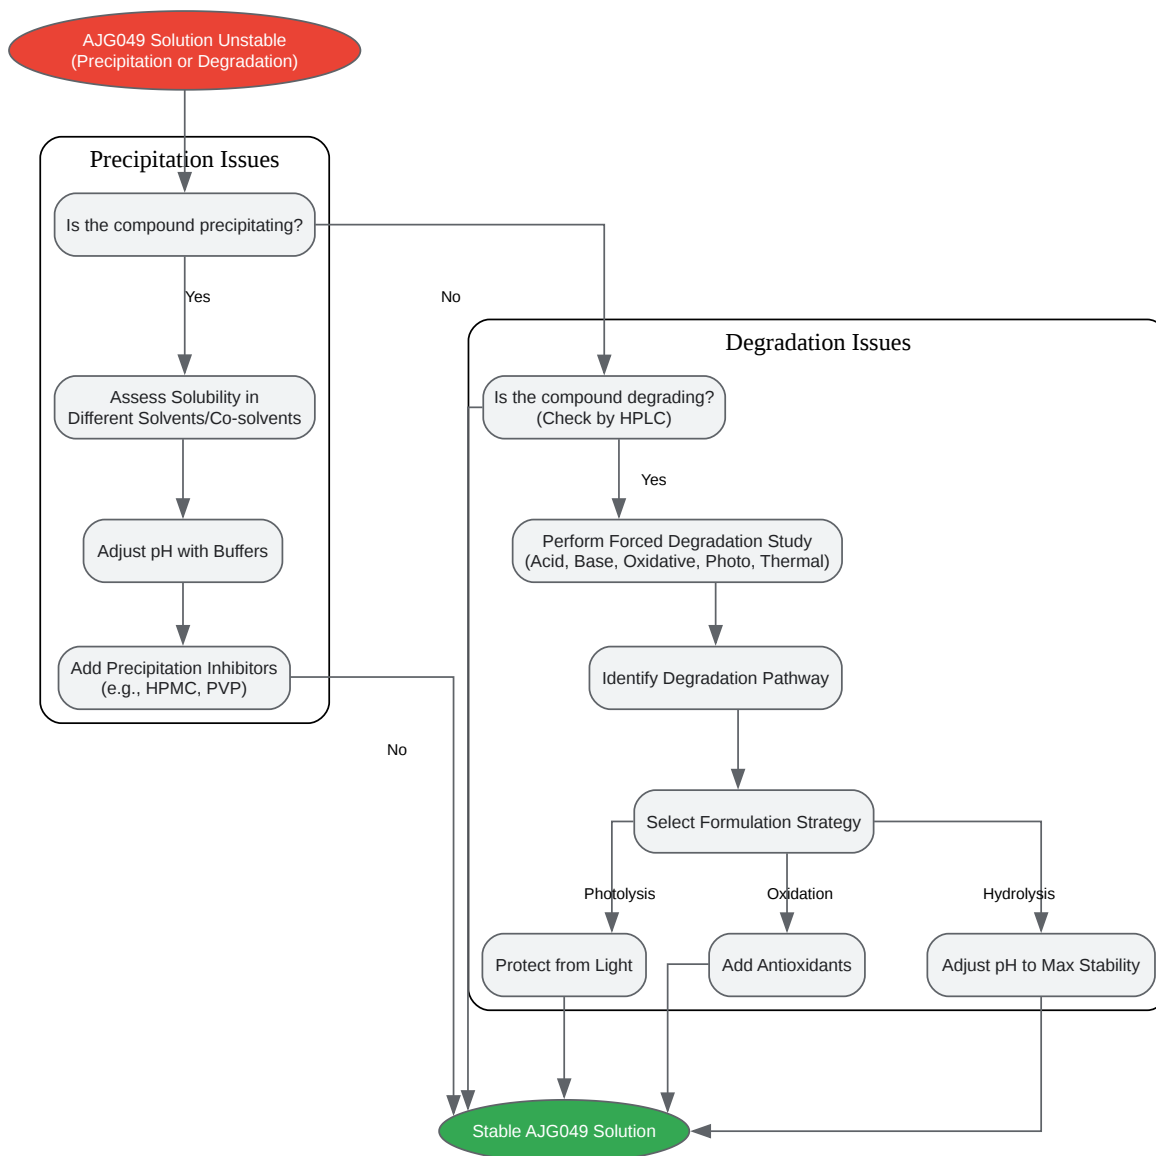 AJG049 Solution Unstable
(Precipitation or Degradation)
Precipitation Issues
Is the compound precipitating?
Yes
No
Assess Solubility in
Different Solvents/Co-solvents
Adjust pH with Buffers
Add Precipitation Inhibitors
(e.g., HPMC, PVP)
No
Degradation Issues
Is the compound degrading?
(Check by HPLC)
Yes
Perform Forced Degradation Study
(Acid, Base, Oxidative, Photo, Thermal)
Identify Degradation Pathway
Select Formulation Strategy
Photolysis
Oxidation
Hydrolysis
Protect from Light
Add Antioxidants
Adjust pH to Max Stability
Stable AJG049 Solution